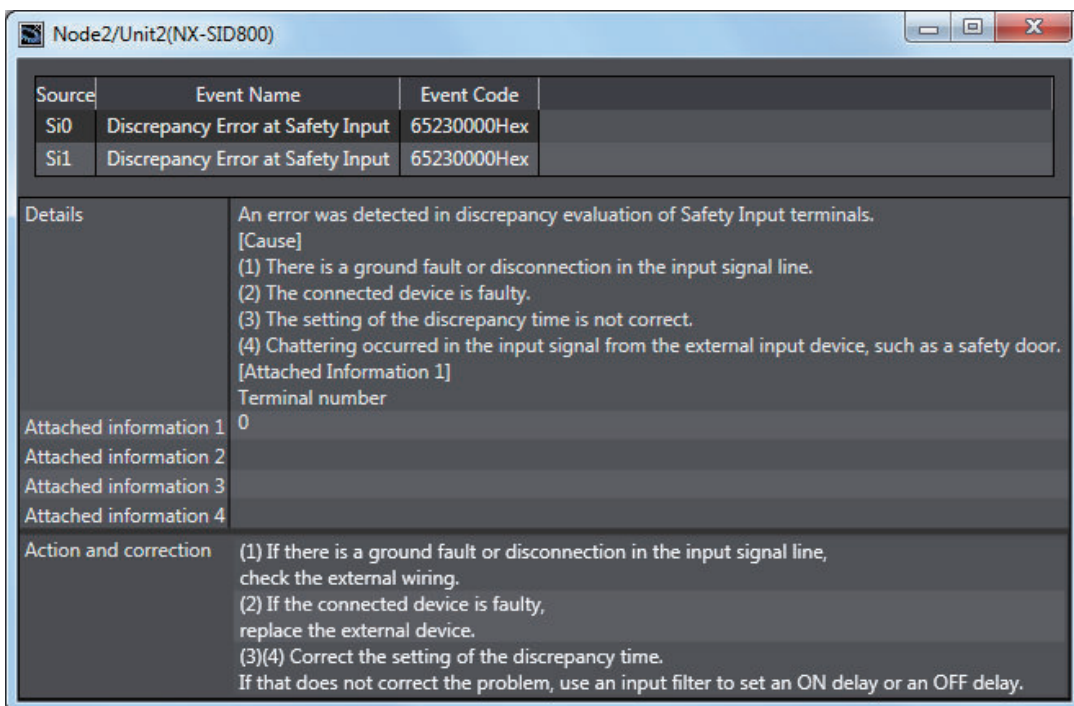 Node2/Unit2(NX-SID800)
Source Event Name Event Code
Si0 Discrepancy Error at Safety Input 65230000Hex
Si1 Discrepancy Error at Safety Input 65230000Hex
Details An error was detected in discrepancy evaluation of Safety Input terminals.
[Cause]
(1) There is a ground fault or disconnection in the input signal line.
(2) The connected device is faulty.
(3) The setting of the discrepancy time is not correct.
(4) Chattering occurred in the input signal from the external input device, such as a safety door.
[Attached Information 1]
Terminal number
Attached information 1 0
Attached information 2
Attached information 3
Attached information 4
Action and correction (1) If there is a ground fault or disconnection in the input signal line,
check the external wiring.
(2) If the connected device is faulty,
replace the external device.
(3)(4) Correct the setting of the discrepancy time.
If that does not correct the problem, use an input filter to set an ON delay or an OFF delay.